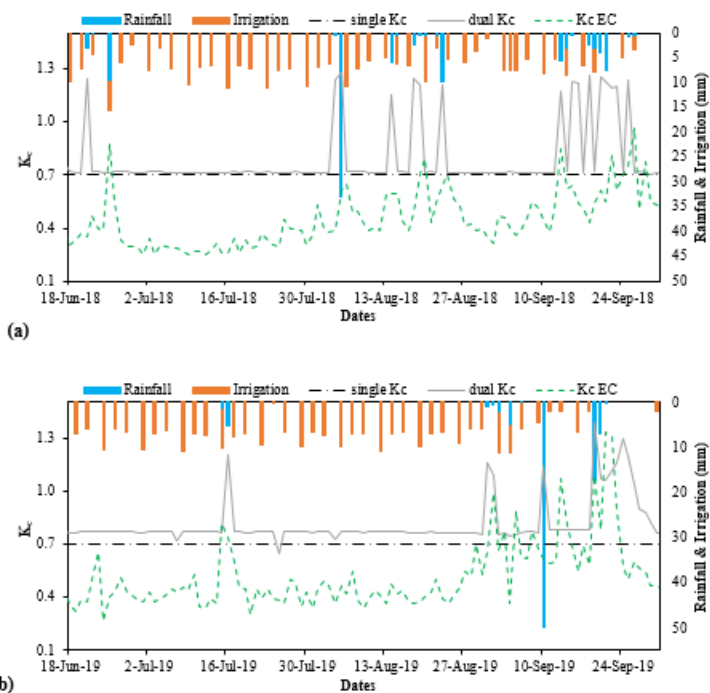 Rainfall Irrigation single Kc dual Kc Kc EC
1.3
1.0
0.7
0.4
0.1
Kc
0
5
10
15
20
25
30
35
40
45
50
Rainfall & Irrigation (mm)
18-Jun-18 2-Jul-18 16-Jul-18 30-Jul-18 13-Aug-18 27-Aug-18 10-Sep-18 24-Sep-18
Dates
(a)
Rainfall Irrigation single Kc dual Kc Kc EC
1.3
1.0
0.7
0.4
0.1
Kc
0
10
20
30
40
50
Rainfall & Irrigation (mm)
18-Jun-19 2-Jul-19 16-Jul-19 30-Jul-19 13-Aug-19 27-Aug-19 10-Sep-19 24-Sep-19
Dates
b)